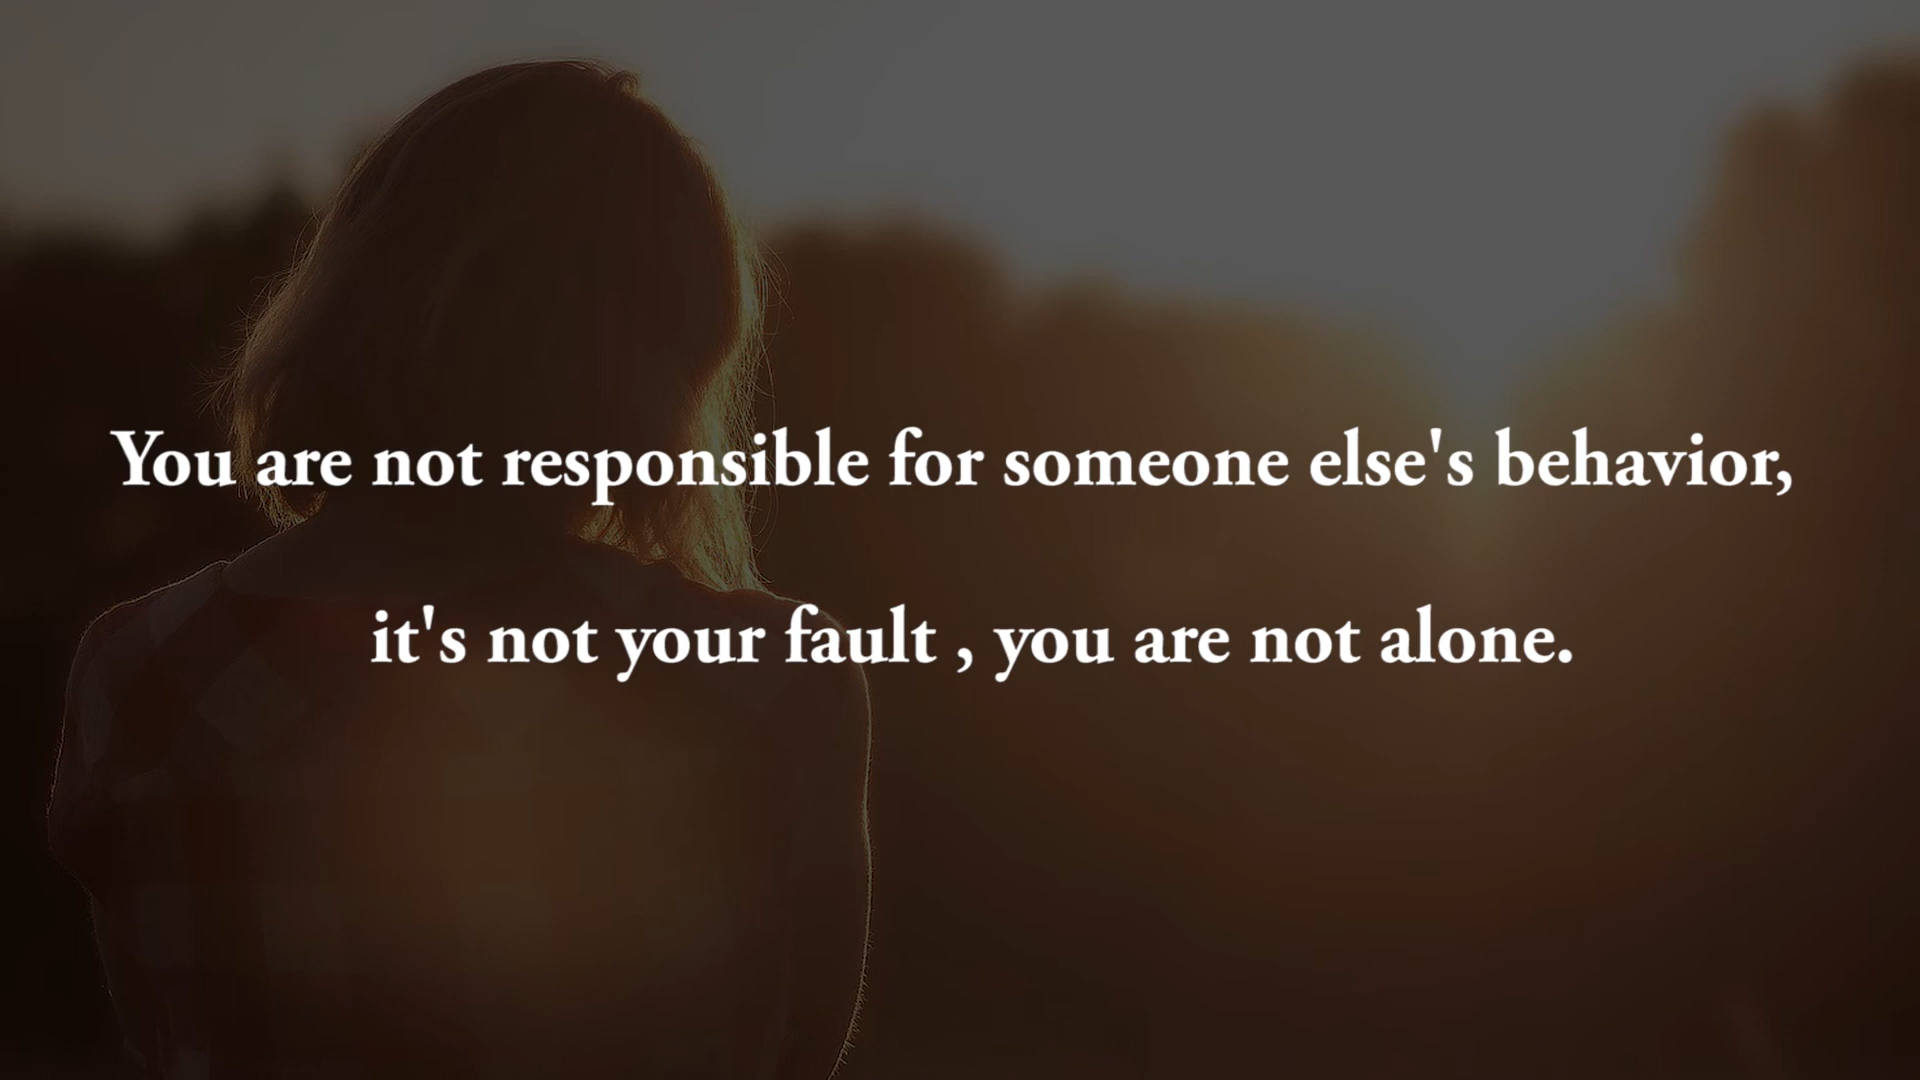 You are not responsible for someone else's behavior,
it's not your fault , you are not alone.